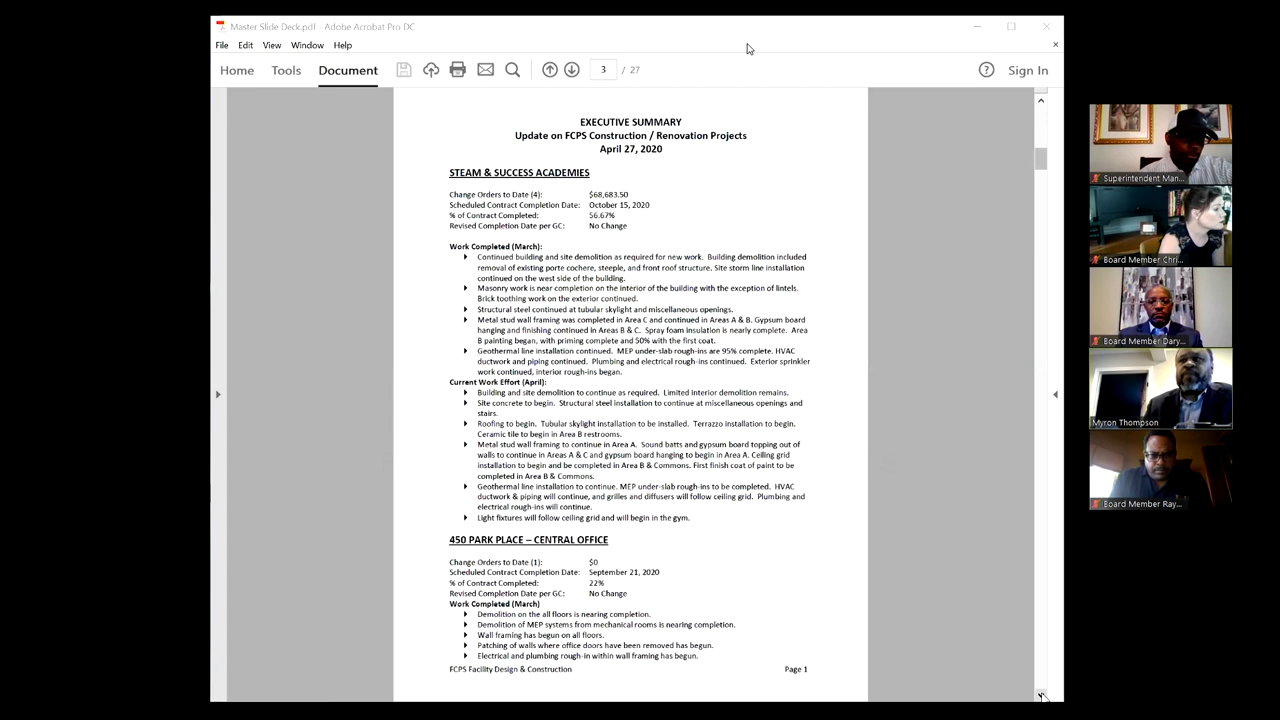 Master Slide Deck.pdf - Adobe Acrobat Pro DC
File Edit View Window Help
Home Tools Document 3 / 27 Sign In
EXECUTIVE SUMMARY
Update on FCPS Construction / Renovation Projects
April 27, 2020
STEAM & SUCCESS ACADEMIES
Change Orders to Date (4): $68,683.50
Scheduled Contract Completion Date: October 15, 2020
% of Contract Completed: 56.67%
Revised Completion Date per GC: No Change
Work Completed (March):
Continued building and site demolition as required for new work. Building demolition included
removal of existing porte cochere, steeple, and front roof structure. Site storm line installation
continued on the west side of the building.
Masonry work is near completion on the interior of the building with the exception of lintels.
Brick toothing work on the exterior continued.
Structural steel continued at tubular skylight and miscellaneous openings.
Metal stud wall framing was completed in Area C and continued in Areas A & B. Gypsum board
hanging and finishing continued in Areas B & C. Spray foam insulation is nearly complete. Area
B painting began, with priming complete and 50% with the first coat.
Geothermal line installation continued. MEP under-slab rough-ins are 95% complete. HVAC
ductwork and piping continued. Plumbing and electrical rough-ins continued. Exterior sprinkler
work continued, interior rough-ins began.
Current Work Effort (April):
Building and site demolition to continue as required. Limited interior demolition remains.
Site concrete to begin. Structural steel installation to continue at miscellaneous openings and
stairs.
Roofing to begin. Tubular skylight installation to be installed. Terrazzo installation to begin.
Ceramic tile to begin in Area B restrooms.
Metal stud wall framing to continue in Area A. Sound batts and gypsum board topping out of
walls to continue in Areas A & C and gypsum board hanging to begin in Area A. Ceiling grid
installation to begin and be completed in Area B & Commons. First finish coat of paint to be
completed in Area B & Commons.
Geothermal line installation to continue. MEP under-slab rough-ins to be completed. HVAC
ductwork & piping will continue, and grilles and diffusers will follow ceiling grid. Plumbing and
electrical rough-ins will continue.
Light fixtures will follow ceiling grid and will begin in the gym.
450 PARK PLACE – CENTRAL OFFICE
Change Orders to Date (1): $0
Scheduled Contract Completion Date: September 21, 2020
% of Contract Completed: 22%
Revised Completion Date per GC: No Change
Work Completed (March)
Demolition on the all floors is nearing completion.
Demolition of MEP systems from mechanical rooms is nearing completion.
Wall framing has begun on all floors.
Patching of walls where office doors have been removed has begun.
Electrical and plumbing rough-in within wall framing has begun.
FCPS Facility Design & Construction Page 1
Superintendent Man...
Board Member Chri...
Board Member Dary...
Myron Thompson
Board Member Ray...